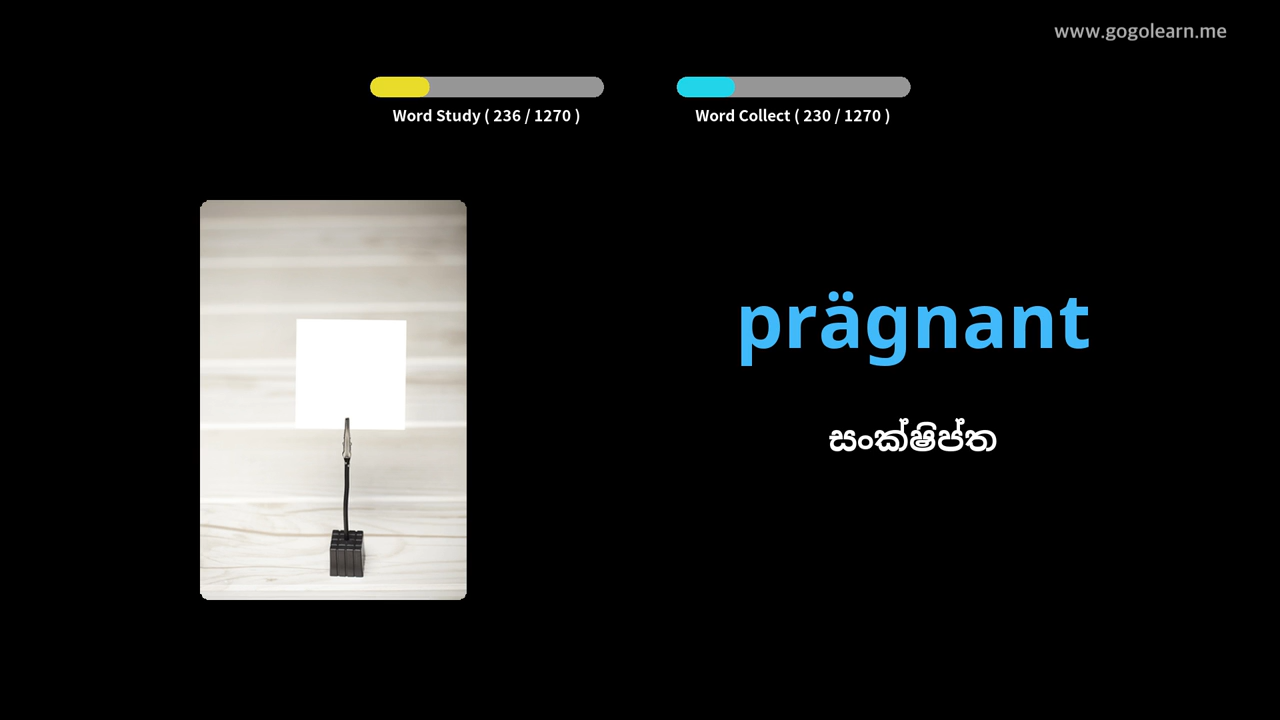 www.gogolearn.me
Word Study ( 236 / 1270 )
Word Collect ( 230 / 1270 )
prägnant
සංක්ෂිප්ත